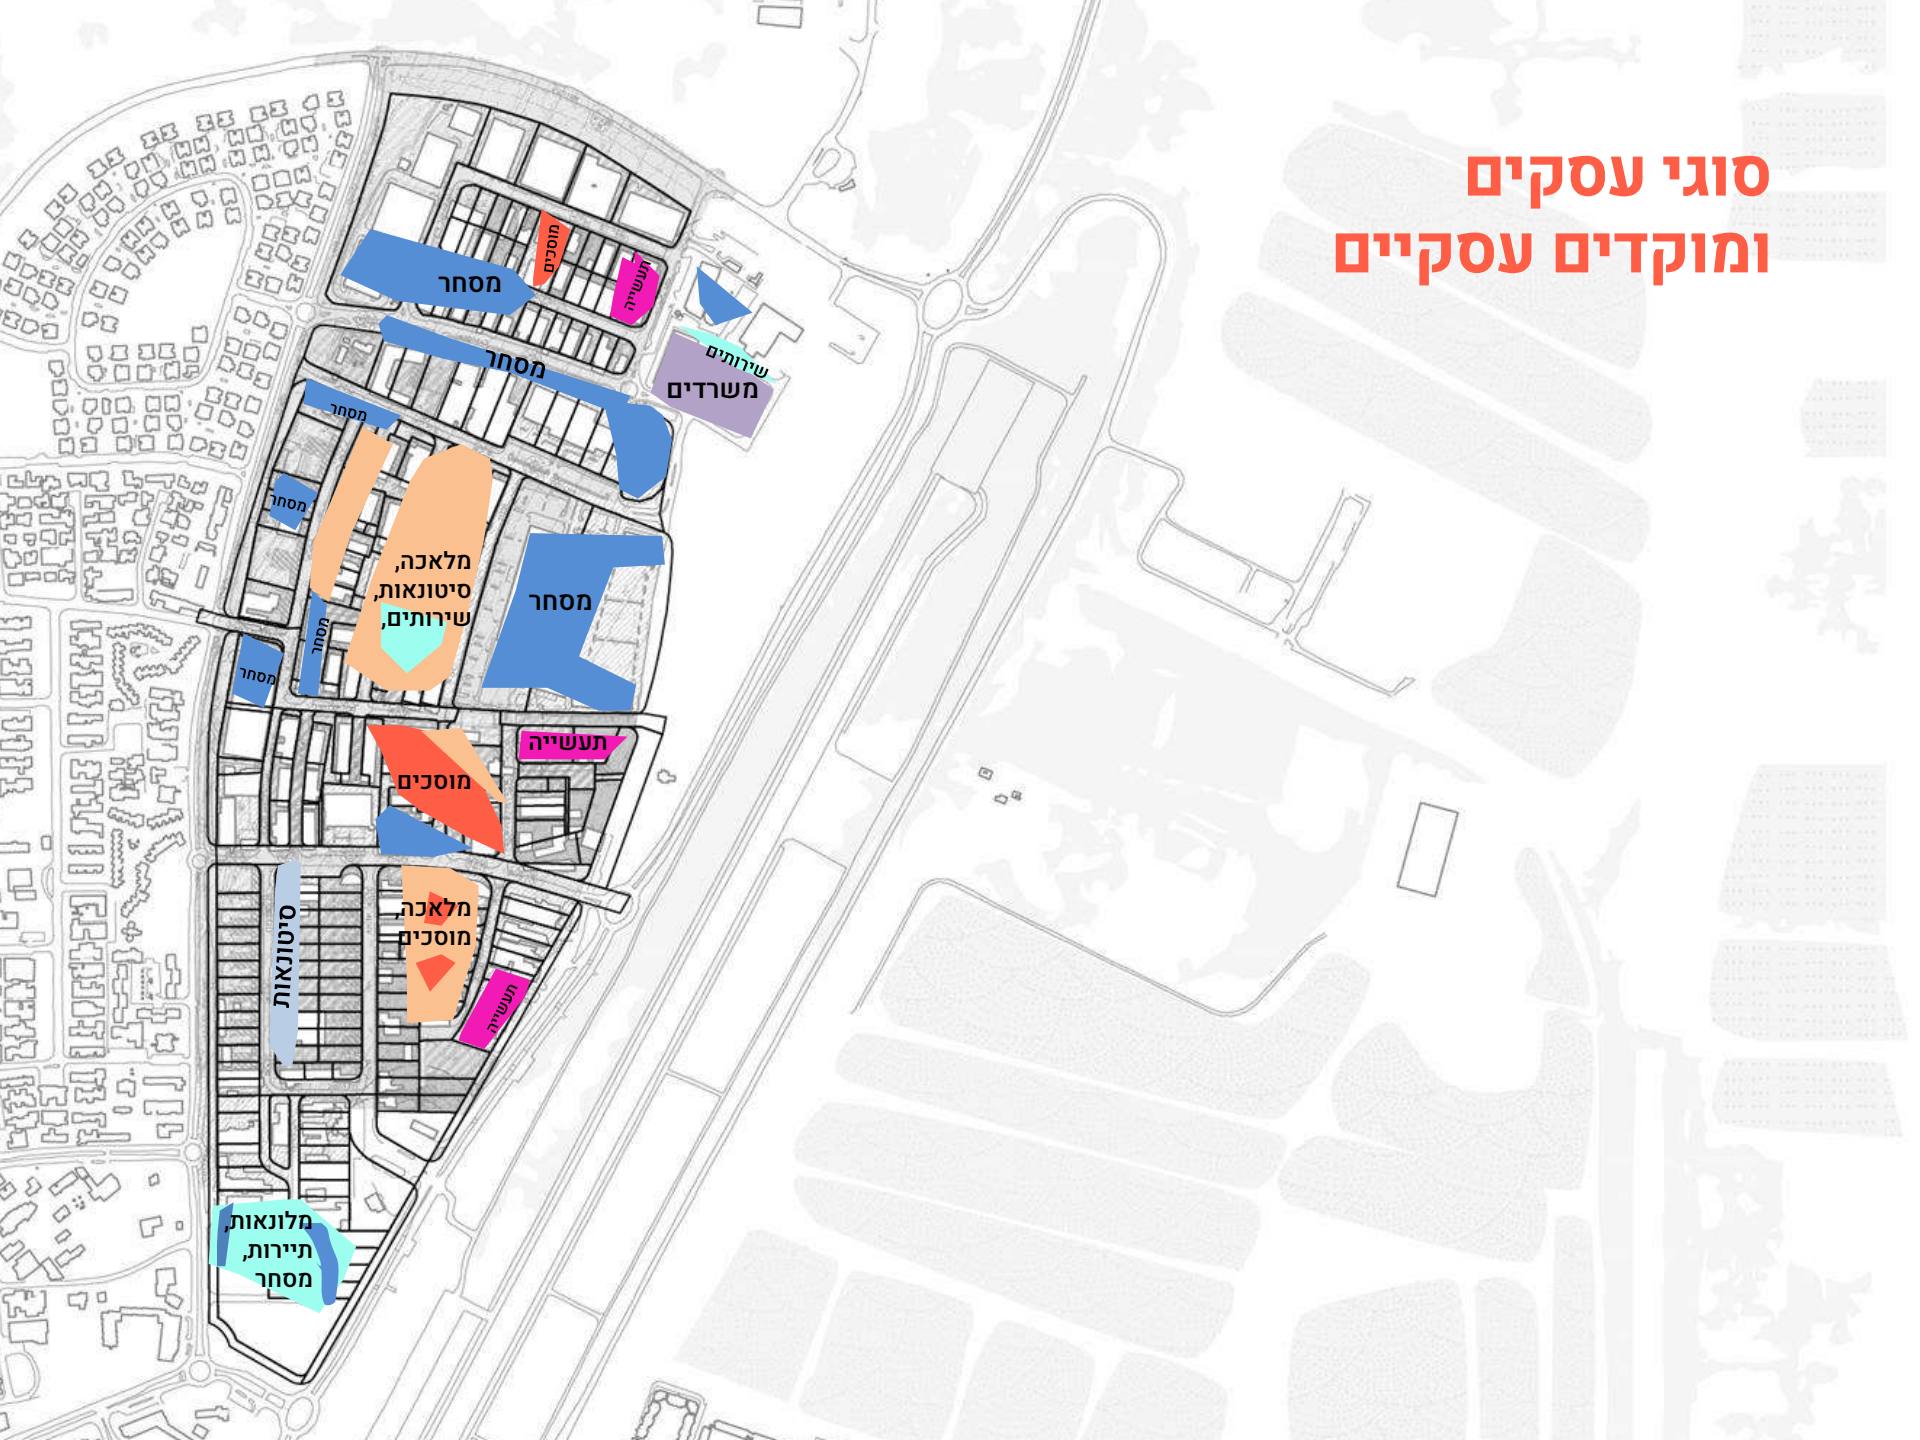 סוגי עסקים
ומוקדים עסקיים
מוסכים
תעשייה
מסחר
מסחר
שירותים
משרדים
מסחר
מסחר
מלאכה,
סיטונאות,
שירותים,
מסחר
מסחר
מסחר
תעשייה
מוסכים
מלאכה,
מוסכים
סיטונאות
תעשייה
מלונאות,
תיירות,
מסחר